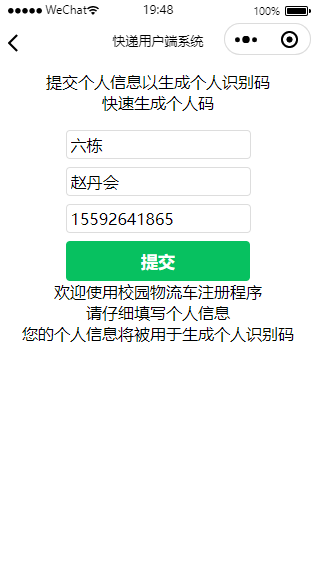 WeChat 19:48 100%
快递用户端系统
提交个人信息以生成个人识别码
快速生成个人码
六栋
赵丹会
15592641865
提交
欢迎使用校园物流车注册程序
请仔细填写个人信息
您的个人信息将被用于生成个人识别码